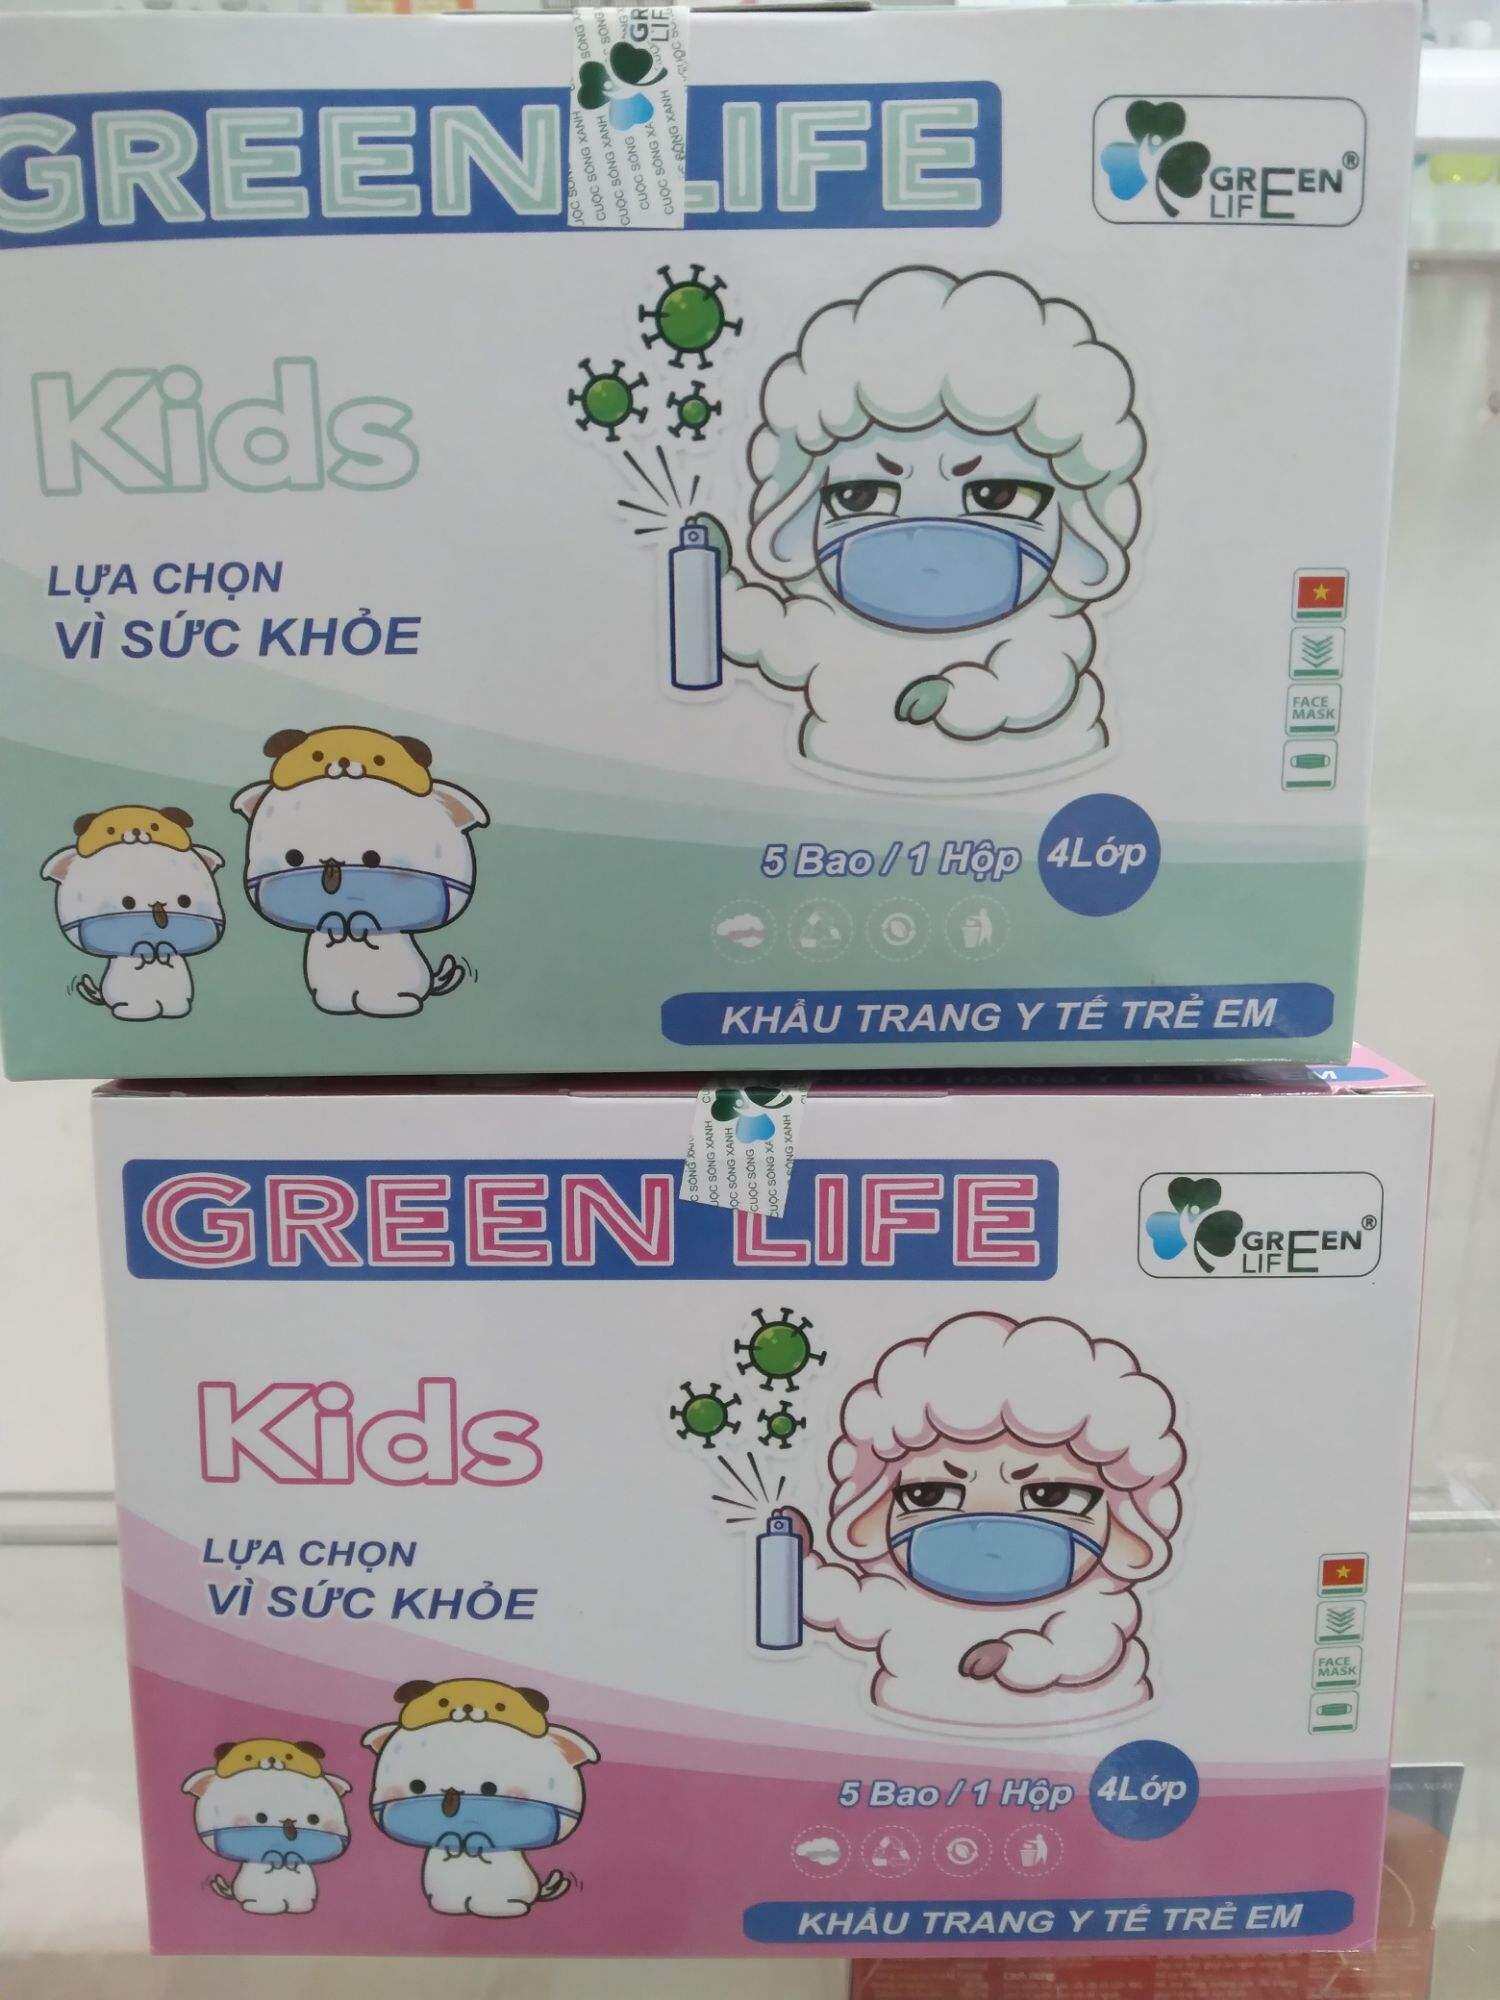 GREEN LIFE
CUỘC SỐNG XANH
GREEN
LIFE®
Kids
LỰA CHỌN
VÌ SỨC KHỎE
FACE
MASK
5 Bao / 1 Hộp
4Lớp
KHẨU TRANG Y TẾ TRẺ EM
GREEN LIFE
CUỘC SỐNG XANH
GREEN
LIFE®
Kids
LỰA CHỌN
VÌ SỨC KHỎE
FACE
MASK
5 Bao / 1 Hộp
4Lớp
KHẨU TRANG Y TẾ TRẺ EM